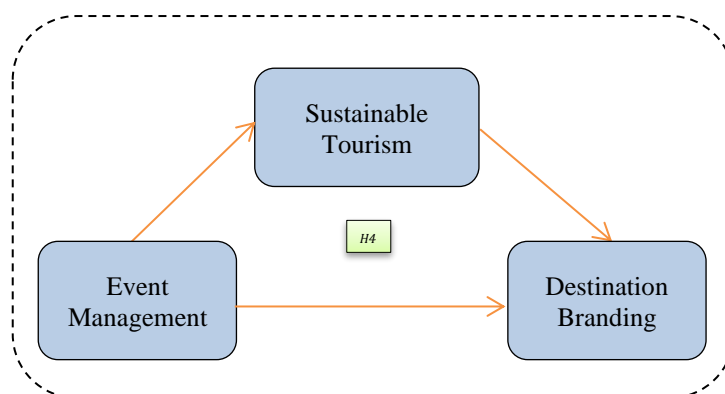 Sustainable
Tourism
H4
Event
Management
Destination
Branding